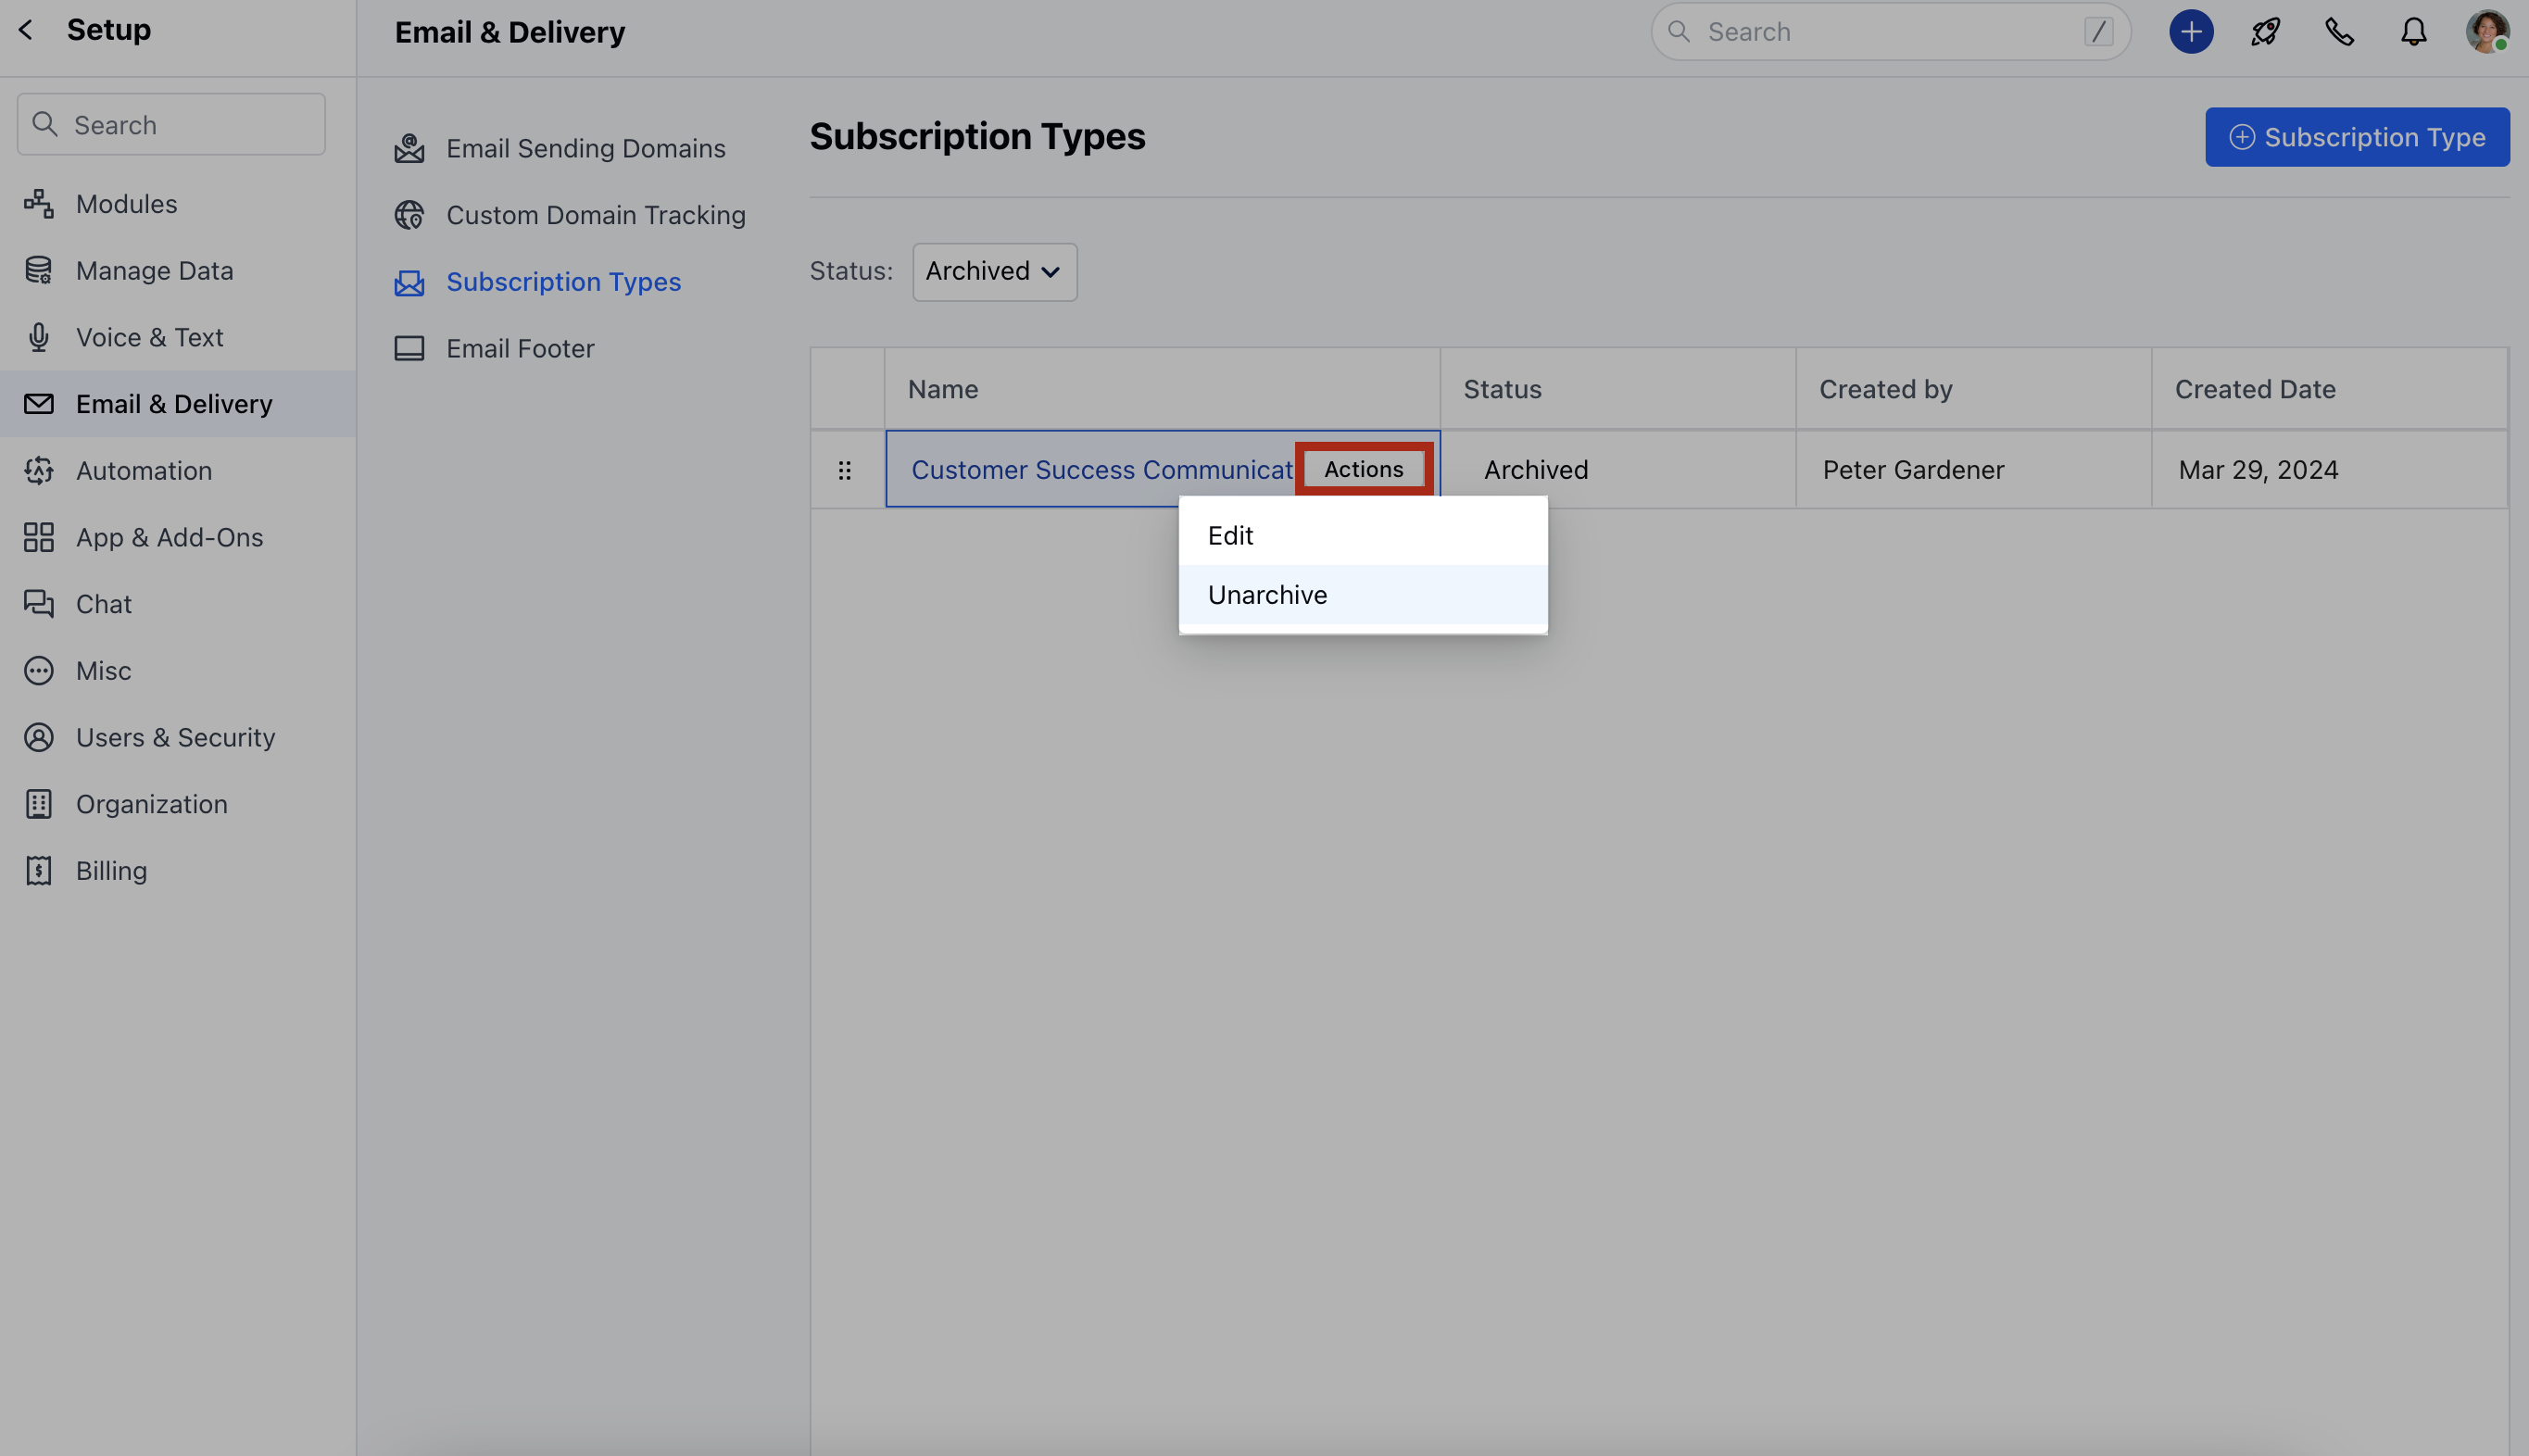 Setup
Email & Delivery
Search /
Search
Modules
Manage Data
Voice & Text
Email & Delivery
Automation
App & Add-Ons
Chat
Misc
Users & Security
Organization
Billing
Email Sending Domains
Custom Domain Tracking
Subscription Types
Email Footer
Subscription Types
Subscription Type
Status: Archived
Name Status Created by Created Date
Customer Success Communicat Actions Archived Peter Gardener Mar 29, 2024
Edit
Unarchive